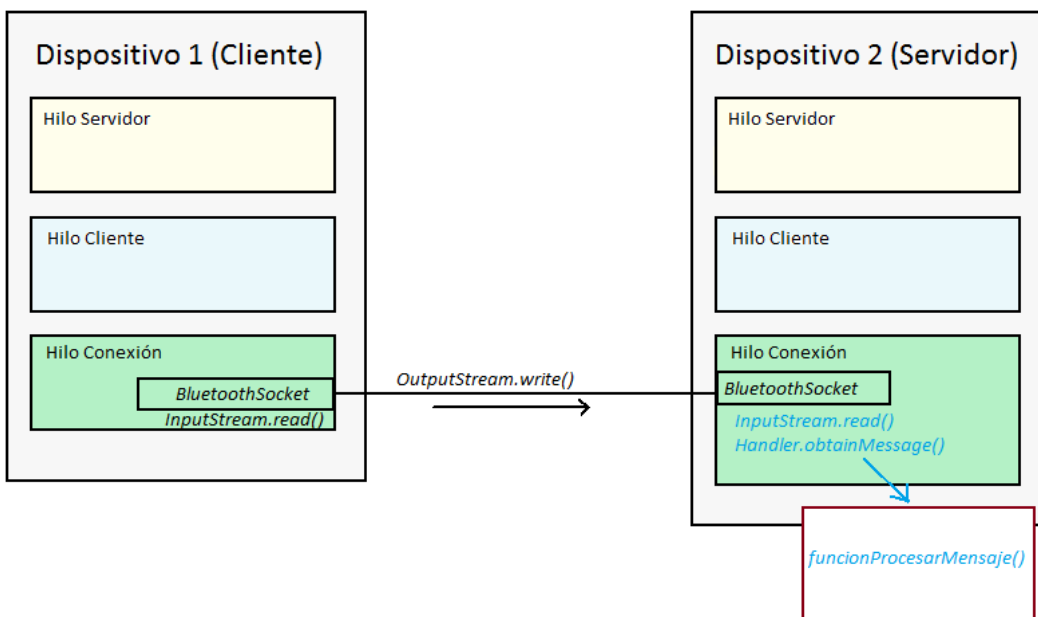 Dispositivo 1 (Cliente)
Hilo Servidor
Hilo Cliente
Hilo Conexión
BluetoothSocket
InputStream.read()
OutputStream.write()
Dispositivo 2 (Servidor)
Hilo Servidor
Hilo Cliente
Hilo Conexión
BluetoothSocket
InputStream.read()
Handler.obtainMessage()
funcionProcesarMensaje()